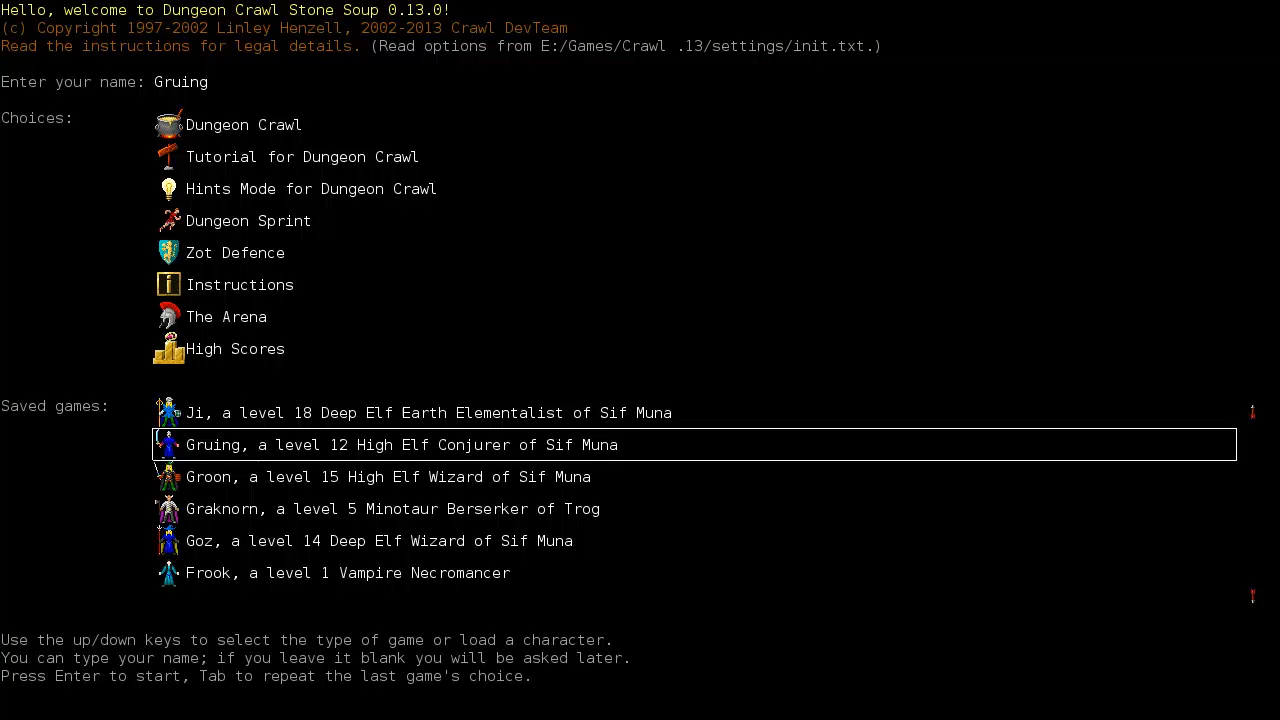 Hello, welcome to Dungeon Crawl Stone Soup 0.13.0!
(c) Copyright 1997-2002 Linley Henzell, 2002-2013 Crawl DevTeam
Read the instructions for legal details. (Read options from E:/Games/Crawl .13/settings/init.txt.)
Enter your name: Gruing
Choices:
Dungeon Crawl
Tutorial for Dungeon Crawl
Hints Mode for Dungeon Crawl
Dungeon Sprint
Zot Defence
Instructions
The Arena
High Scores
Saved games:
Ji, a level 18 Deep Elf Earth Elementalist of Sif Muna
Gruing, a level 12 High Elf Conjurer of Sif Muna
Groon, a level 15 High Elf Wizard of Sif Muna
Graknorn, a level 5 Minotaur Berserker of Trog
Goz, a level 14 Deep Elf Wizard of Sif Muna
Frook, a level 1 Vampire Necromancer
Use the up/down keys to select the type of game or load a character.
You can type your name; if you leave it blank you will be asked later.
Press Enter to start, Tab to repeat the last game's choice.